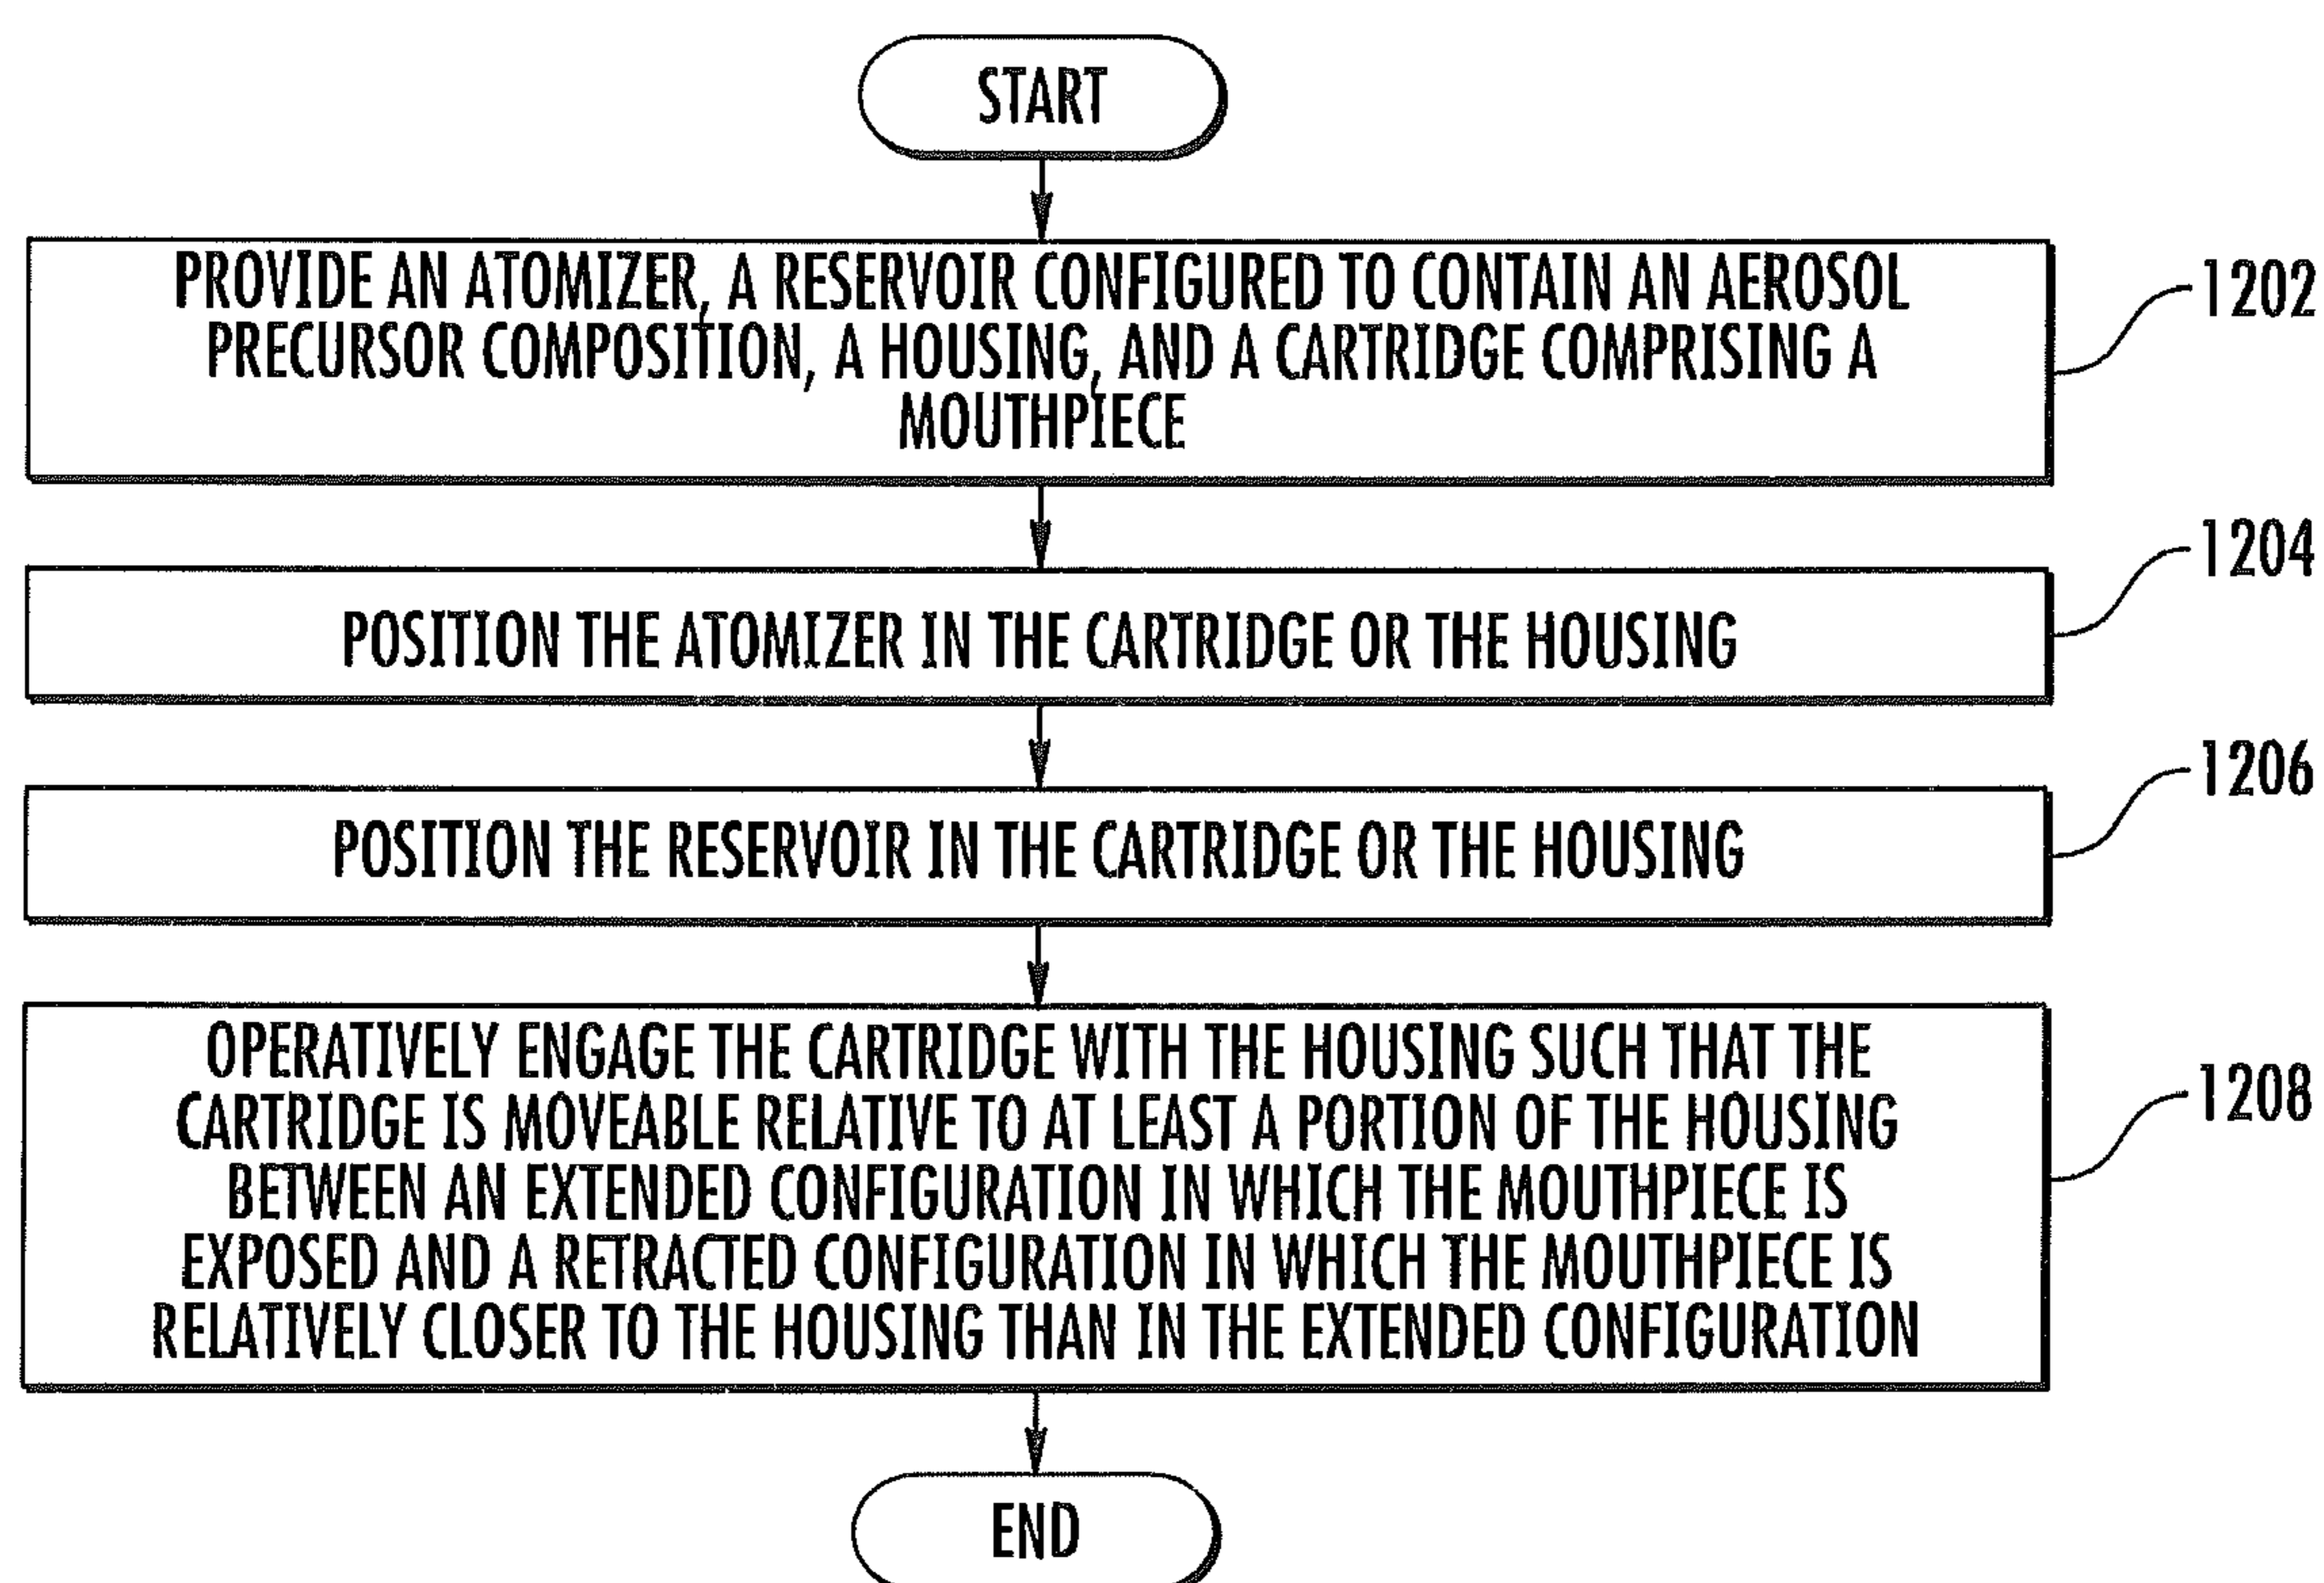 START
PROVIDE AN ATOMIZER, A RESERVOIR CONFIGURED TO CONTAIN AN AEROSOL
PRECURSOR COMPOSITION, A HOUSING, AND A CARTRIDGE COMPRISING A
MOUTHPIECE
1202
POSITION THE ATOMIZER IN THE CARTRIDGE OR THE HOUSING
1204
POSITION THE RESERVOIR IN THE CARTRIDGE OR THE HOUSING
1206
OPERATIVELY ENGAGE THE CARTRIDGE WITH THE HOUSING SUCH THAT THE
CARTRIDGE IS MOVEABLE RELATIVE TO AT LEAST A PORTION OF THE HOUSING
BETWEEN AN EXTENDED CONFIGURATION IN WHICH THE MOUTHPIECE IS
EXPOSED AND A RETRACTED CONFIGURATION IN WHICH THE MOUTHPIECE IS
RELATIVELY CLOSER TO THE HOUSING THAN IN THE EXTENDED CONFIGURATION
1208
END